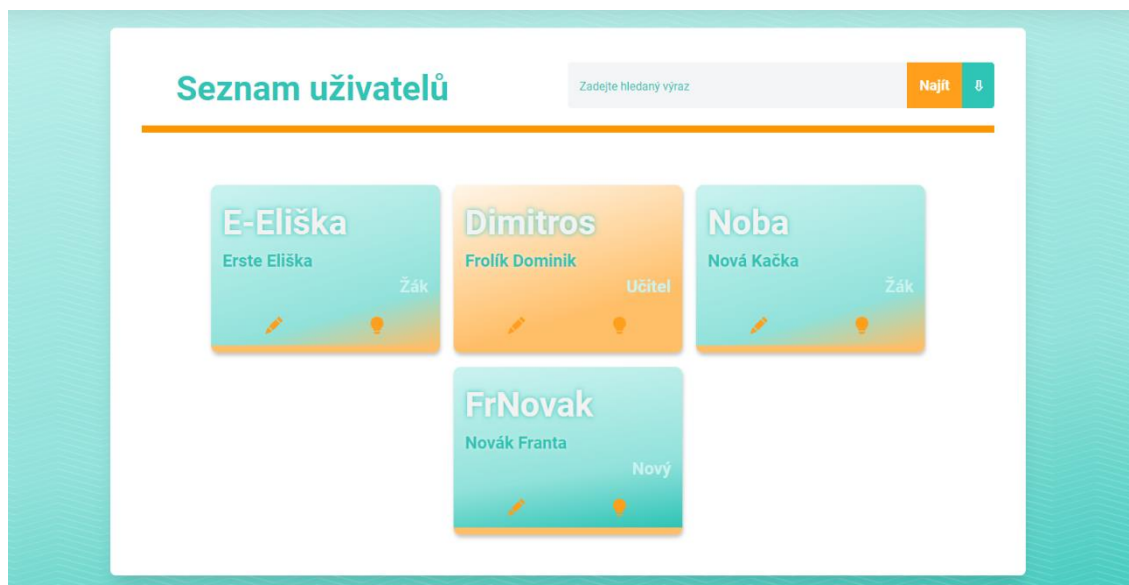 Seznam uživatelů
Zadejte hledaný výraz
Najít
⇩
E-Eliška
Erste Eliška
Žák
Dimitros
Frolík Dominik
Učitel
Noba
Nová Kačka
Žák
FrNovak
Novák Franta
Nový